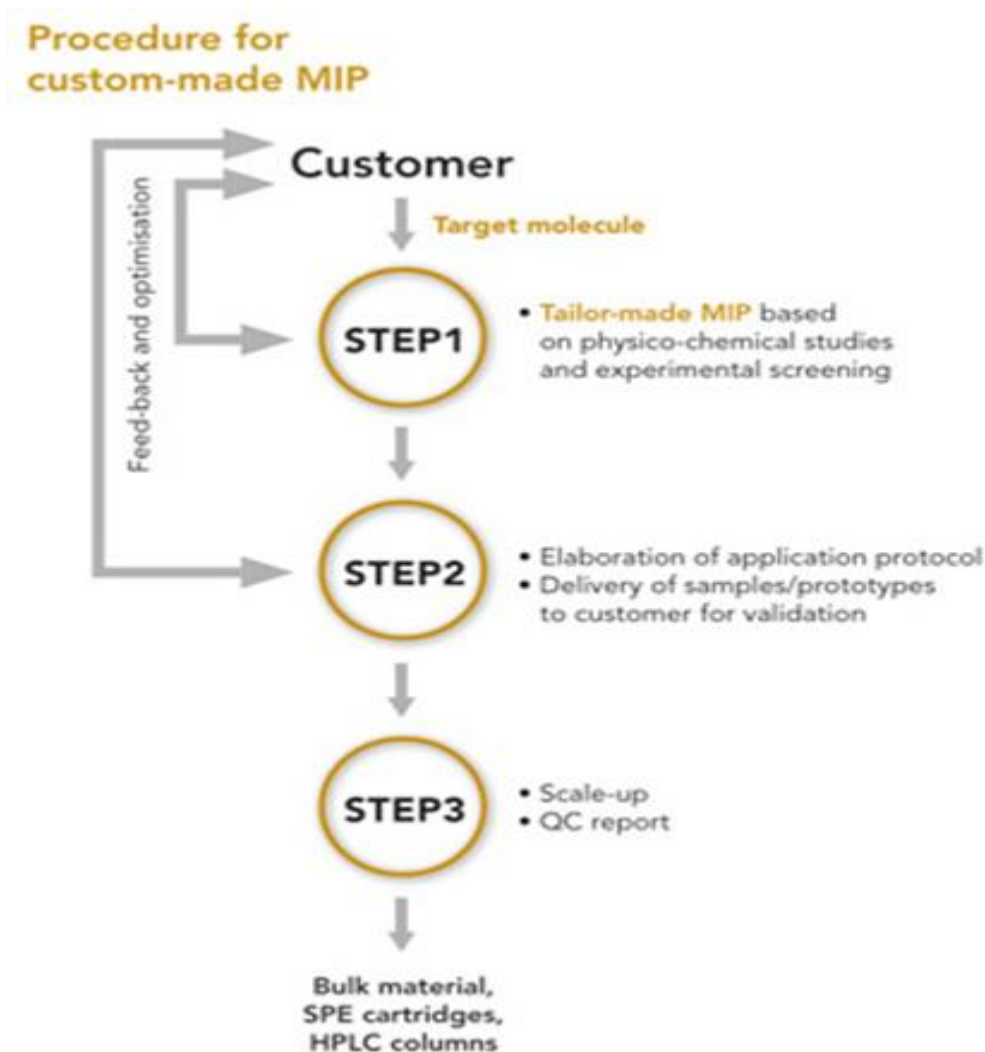 Procedure for
custom-made MIP
Customer
Target molecule
Feed-back and optimisation
STEP1
• Tailor-made MIP based
on physico-chemical studies
and experimental screening
STEP2
• Elaboration of application protocol
• Delivery of samples/prototypes
to customer for validation
STEP3
• Scale-up
• QC report
Bulk material,
SPE cartridges,
HPLC columns